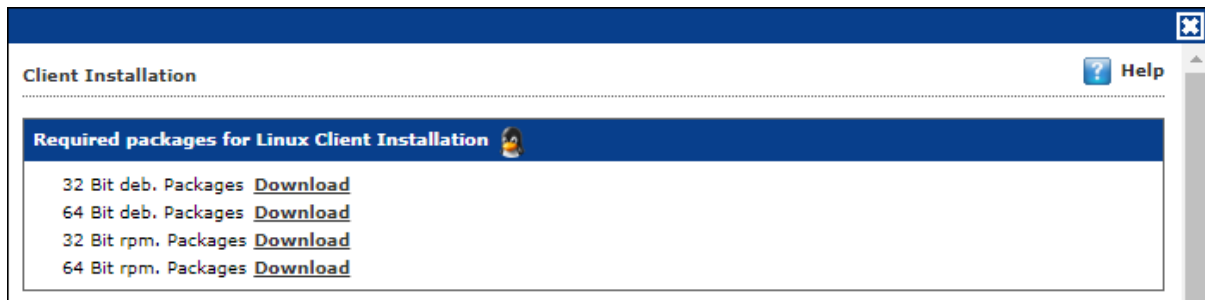 Client Installation
Help
Required packages for Linux Client Installation
32 Bit deb. Packages Download
64 Bit deb. Packages Download
32 Bit rpm. Packages Download
64 Bit rpm. Packages Download